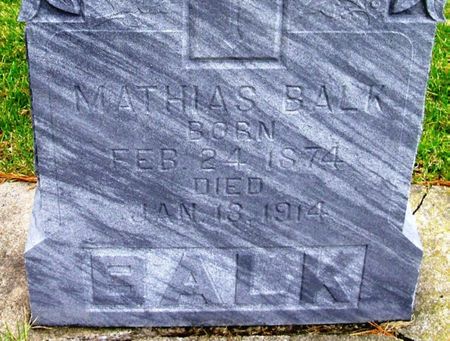 MATHIAS BALK
BORN
FEB. 24 1874
DIED
JAN. 13, 1914
BALK